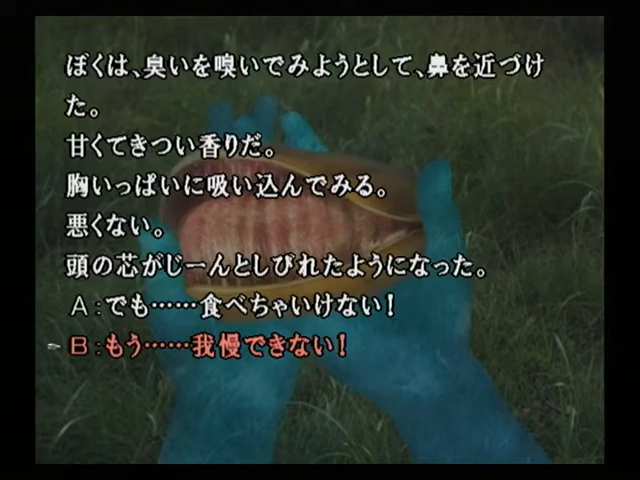 ぼくは、臭いを嗅いでみようとして、鼻を近づけ
た。
甘くてきつい香りだ。
胸いっぱいに吸い込んでみる。
悪くない。
頭の芯がじーんとしびれたようになった。
A：でも……食べちゃいけない！
B：もう……我慢できない！